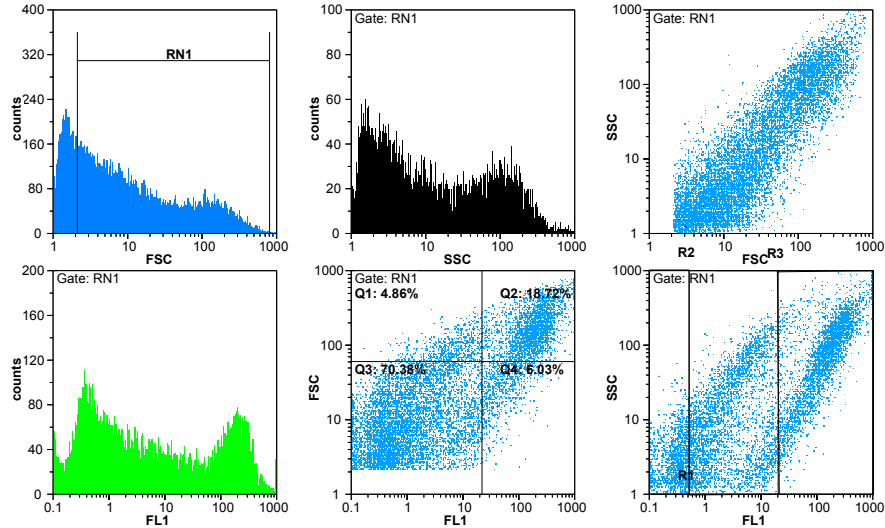 400
320
240
160
80
0
counts
RN1
1 10 100 1000
FSC
Gate: RN1
100
80
60
40
20
0
counts
1 10 100 1000
SSC
Gate: RN1
1000
100
10
1
SSC
1 10 100 1000
R2 FSC R3
Gate: RN1
200
160
120
80
40
0
counts
0.1 1 10 100 1000
FL1
Gate: RN1
Q1: 4.86% Q2: 18.72%
Q3: 70.38% Q4: 6.03%
1000
100
10
1
FSC
0.1 1 10 100 1000
FL1
Gate: RN1
1000
100
10
1
SSC
R1
0.1 1 10 100 1000
FL1